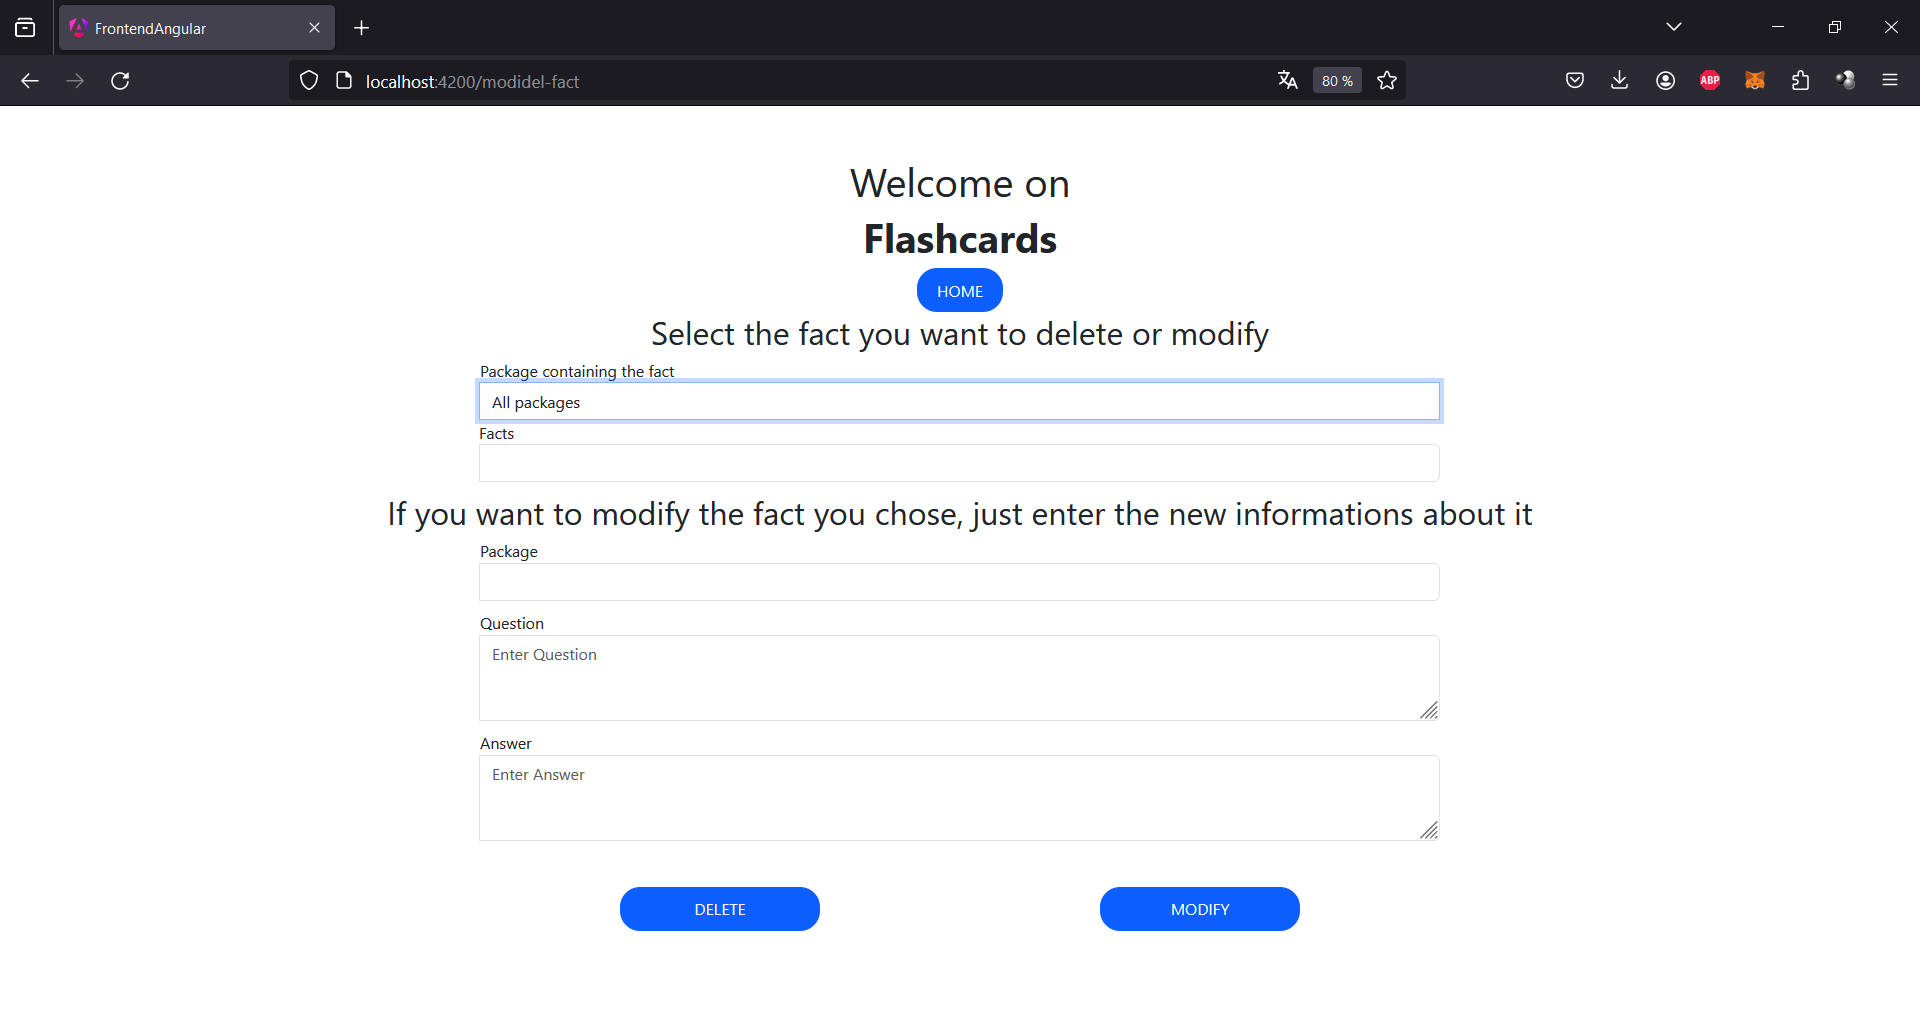 FrontendAngular
localhost:4200/modidel-fact
80 %
ABP
Welcome on
Flashcards
HOME
Select the fact you want to delete or modify
Package containing the fact
All packages
Facts
If you want to modify the fact you chose, just enter the new informations about it
Package
Question
Enter Question
Answer
Enter Answer
DELETE MODIFY